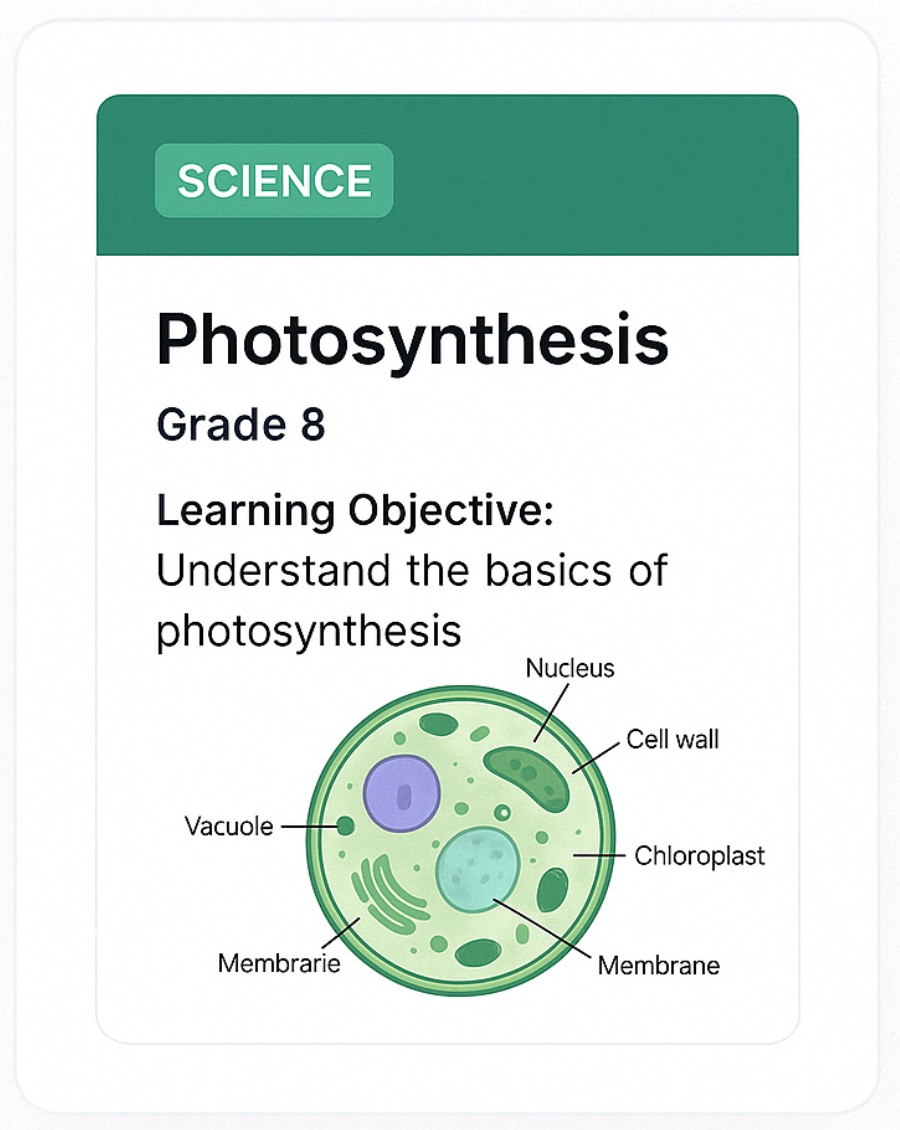 SCIENCE
Photosynthesis
Grade 8
Learning Objective:
Understand the basics of
photosynthesis
Nucleus
Cell wall
Vacuole
Chloroplast
Membrarie
Membrane